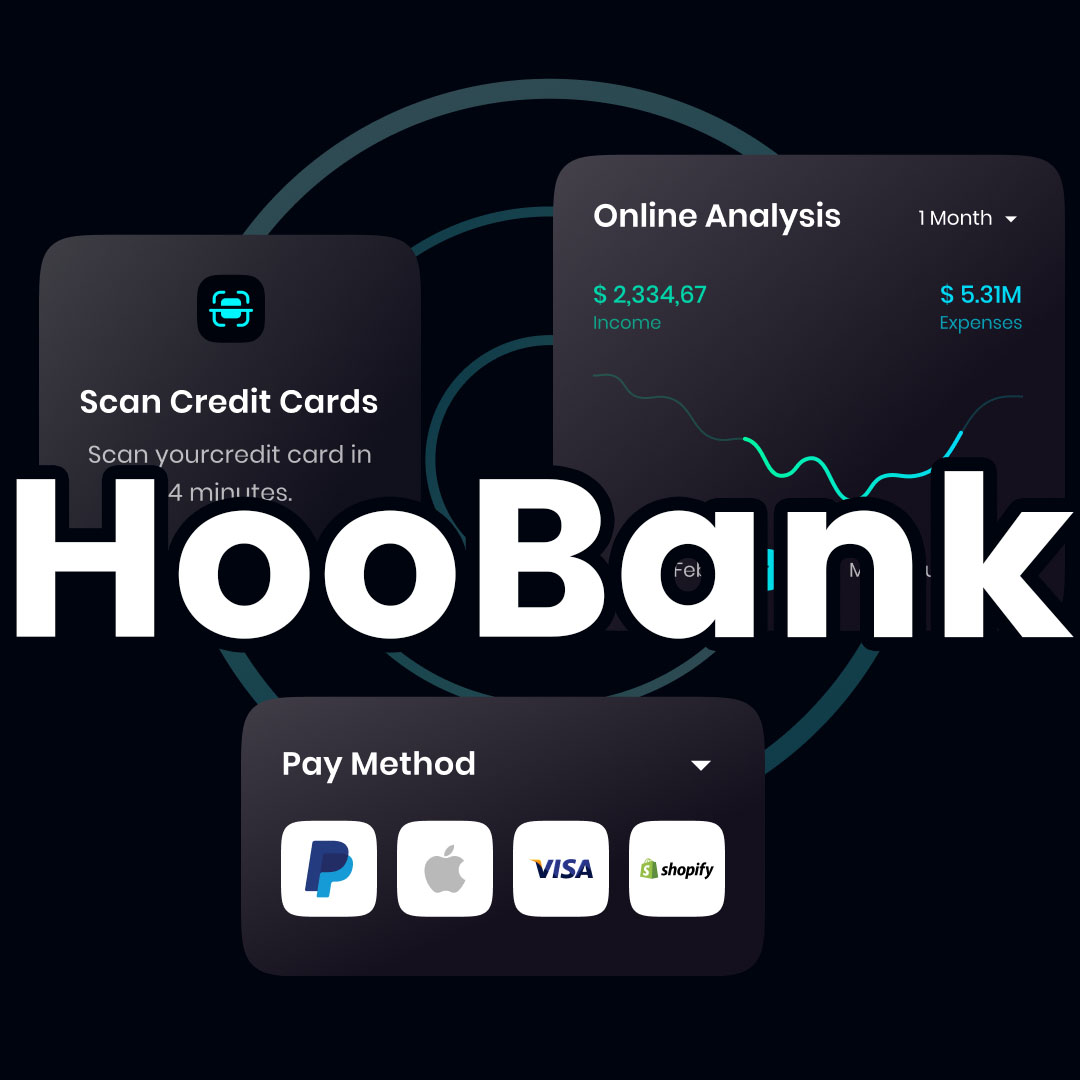 Online Analysis
1 Month
$ 2,334,67
$ 5.31M
Income
Expenses
Scan Credit Cards
Scan yourcredit card in
4 minutes.
HooBank
Feb
Pay Method
VISA
shopify